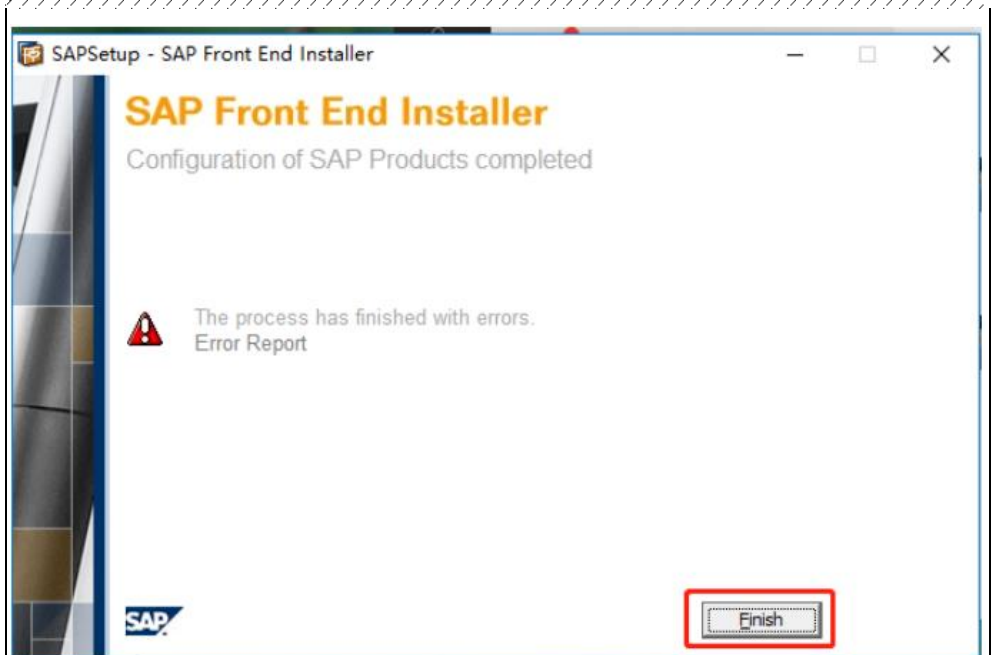 SAPSetup - SAP Front End Installer
SAP Front End Installer
Configuration of SAP Products completed
The process has finished with errors.
Error Report
SAP
Finish